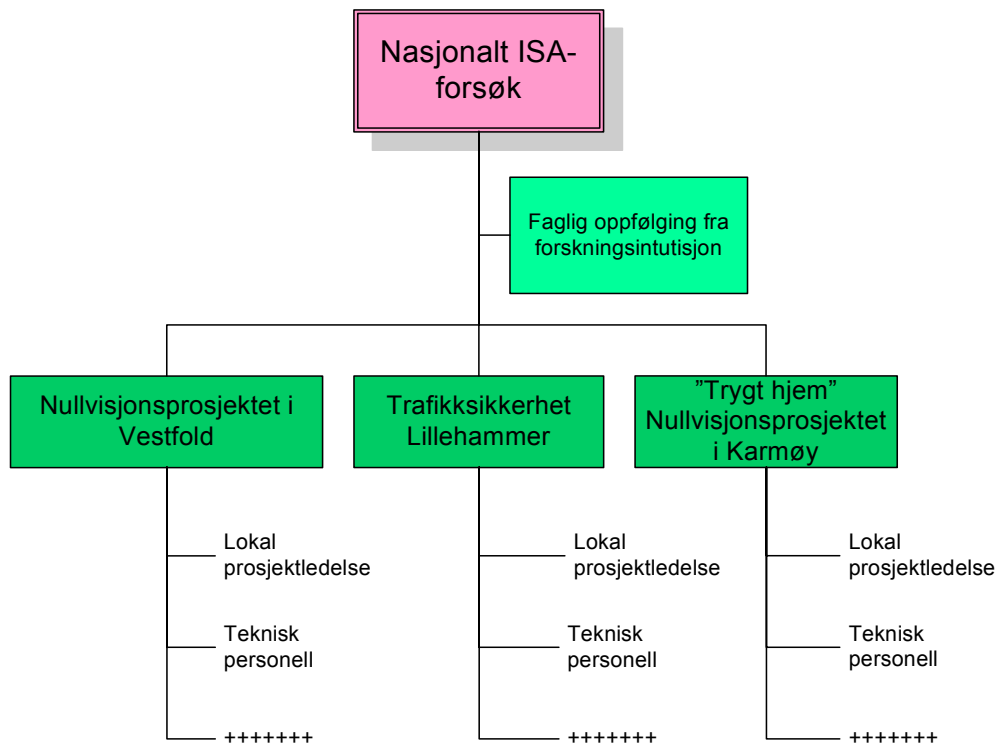 Nasjonalt ISA-
forsøk
Faglig oppfølging fra
forskningsintutisjon
Nullvisjonsprosjektet i
Vestfold
Trafikksikkerhet
Lillehammer
”Trygt hjem”
Nullvisjonsprosjektet
i Karmøy
Lokal
prosjektledelse
Teknisk
personell
+++++++
Lokal
prosjektledelse
Teknisk
personell
+++++++
Lokal
prosjektledelse
Teknisk
personell
+++++++